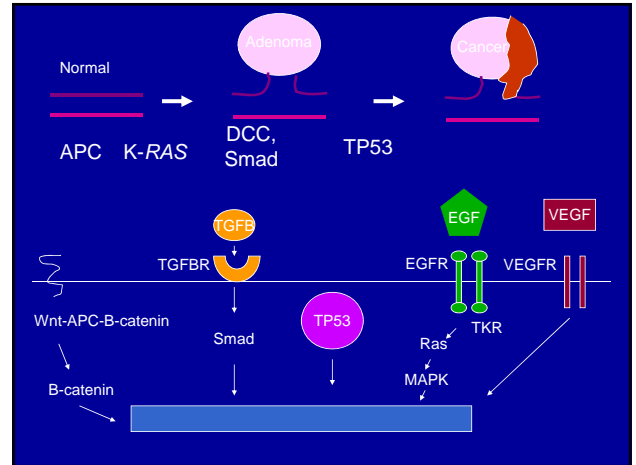 Adenoma
Cancer
Normal
APC K-RAS
DCC,
Smad
TP53
EGF
VEGF
TGFB
TGFBR
EGFR
VEGFR
Wnt-APC-B-catenin
Smad
TP53
TKR
Ras
MAPK
B-catenin